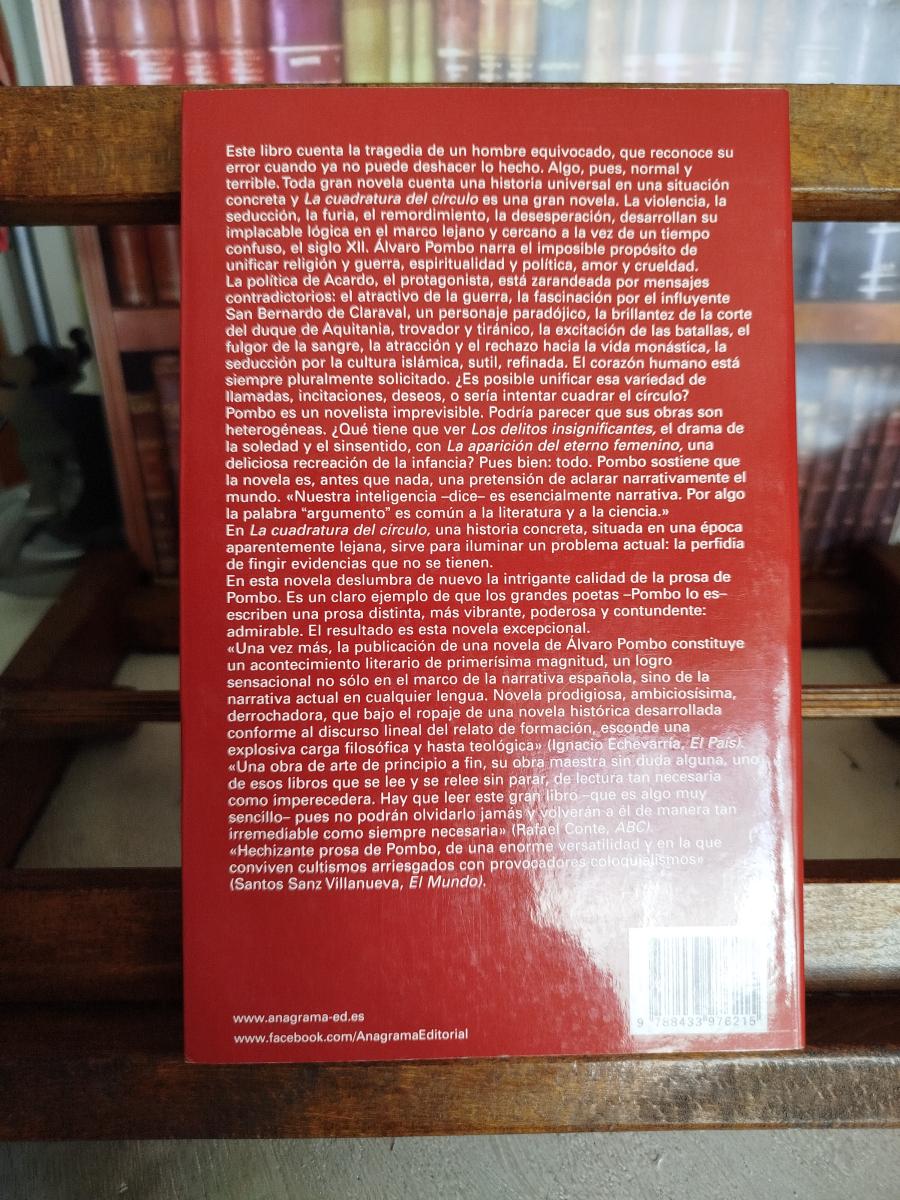 Este libro cuenta la tragedia de un hombre equivocado, que reconoce su
error cuando ya no puede deshacer lo hecho. Algo, pues, normal y
terrible. Toda gran novela cuenta una historia universal en una situación
concreta y La cuadratura del círculo es una gran novela. La violencia, la
seducción, la furia, el remordimiento, la desesperación, desarrollan su
implacable lógica en el marco lejano y cercano a la vez de un tiempo
confuso, el siglo XII. Álvaro Pombo narra el imposible propósito de
unificar religión y guerra, espiritualidad y política, amor y crueldad.
La política de Acardo, el protagonista, está zarandeada por mensajes
contradictorios: el atractivo de la guerra, la fascinación por el influyente
San Bernardo de Claraval, un personaje paradójico, la brillantez de la corte
del duque de Aquitania, trovador y tiránico, la excitación de las batallas, el
fulgor de la sangre, la atracción y el rechazo hacia la vida monástica, la
seducción por la cultura islámica, sutil, refinada. El corazón humano está
siempre pluralmente solicitado. ¿Es posible unificar esa variedad de
llamadas, incitaciones, deseos, o sería intentar cuadrar el círculo?
Pombo es un novelista imprevisible. Podría parecer que sus obras son
heterogéneas. ¿Qué tiene que ver Los delitos insignificantes, el drama de
la soledad y el sinsentido, con La aparición del eterno femenino, una
deliciosa recreación de la infancia? Pues bien: todo. Pombo sostiene que
la novela es, antes que nada, una pretensión de aclarar narrativamente el
mundo. «Nuestra inteligencia –dice– es esencialmente narrativa. Por algo
la palabra “argumento” es común a la literatura y a la ciencia.»
En La cuadratura del círculo, una historia concreta, situada en una época
aparentemente lejana, sirve para iluminar un problema actual: la perfidia
de fingir evidencias que no se tienen.
En esta novela deslumbra de nuevo la intrigante calidad de la prosa de
Pombo. Es un claro ejemplo de que los grandes poetas –Pombo lo es–
escriben una prosa distinta, más vibrante, poderosa y contundente:
admirable. El resultado es esta novela excepcional.
«Una vez más, la publicación de una novela de Álvaro Pombo constituye
un acontecimiento literario de primerísima magnitud, un logro
sensacional no sólo en el marco de la narrativa española, sino de la
narrativa actual en cualquier lengua. Novela prodigiosa, ambiciosísima,
derrochadora, que bajo el ropaje de una novela histórica desarrollada
conforme al discurso lineal del relato de formación, esconde una
explosiva carga filosófica y hasta teológica» (Ignacio Echevarría, El País).
«Una obra de arte de principio a fin, su obra maestra sin duda alguna, uno
de esos libros que se lee y se relee sin parar, de lectura tan necesaria
como imperecedera. Hay que leer este gran libro –que es algo muy
sencillo– pues no podrán olvidarlo jamás y volverán a él de manera tan
irremediable como siempre necesaria» (Rafael Conte, ABC).
«Hechizante prosa de Pombo, de una enorme versatilidad y en la que
conviven cultismos arriesgados con provocadores coloquialismos»
(Santos Sanz Villanueva, El Mundo).
www.anagrama-ed.es
www.facebook.com/AnagramaEditorial
9 788433 976215